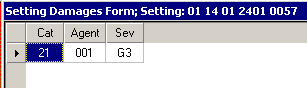 Setting Damages Form; Setting: 01 14 01 2401 0057
Cat Agent Sev
21 001 G3